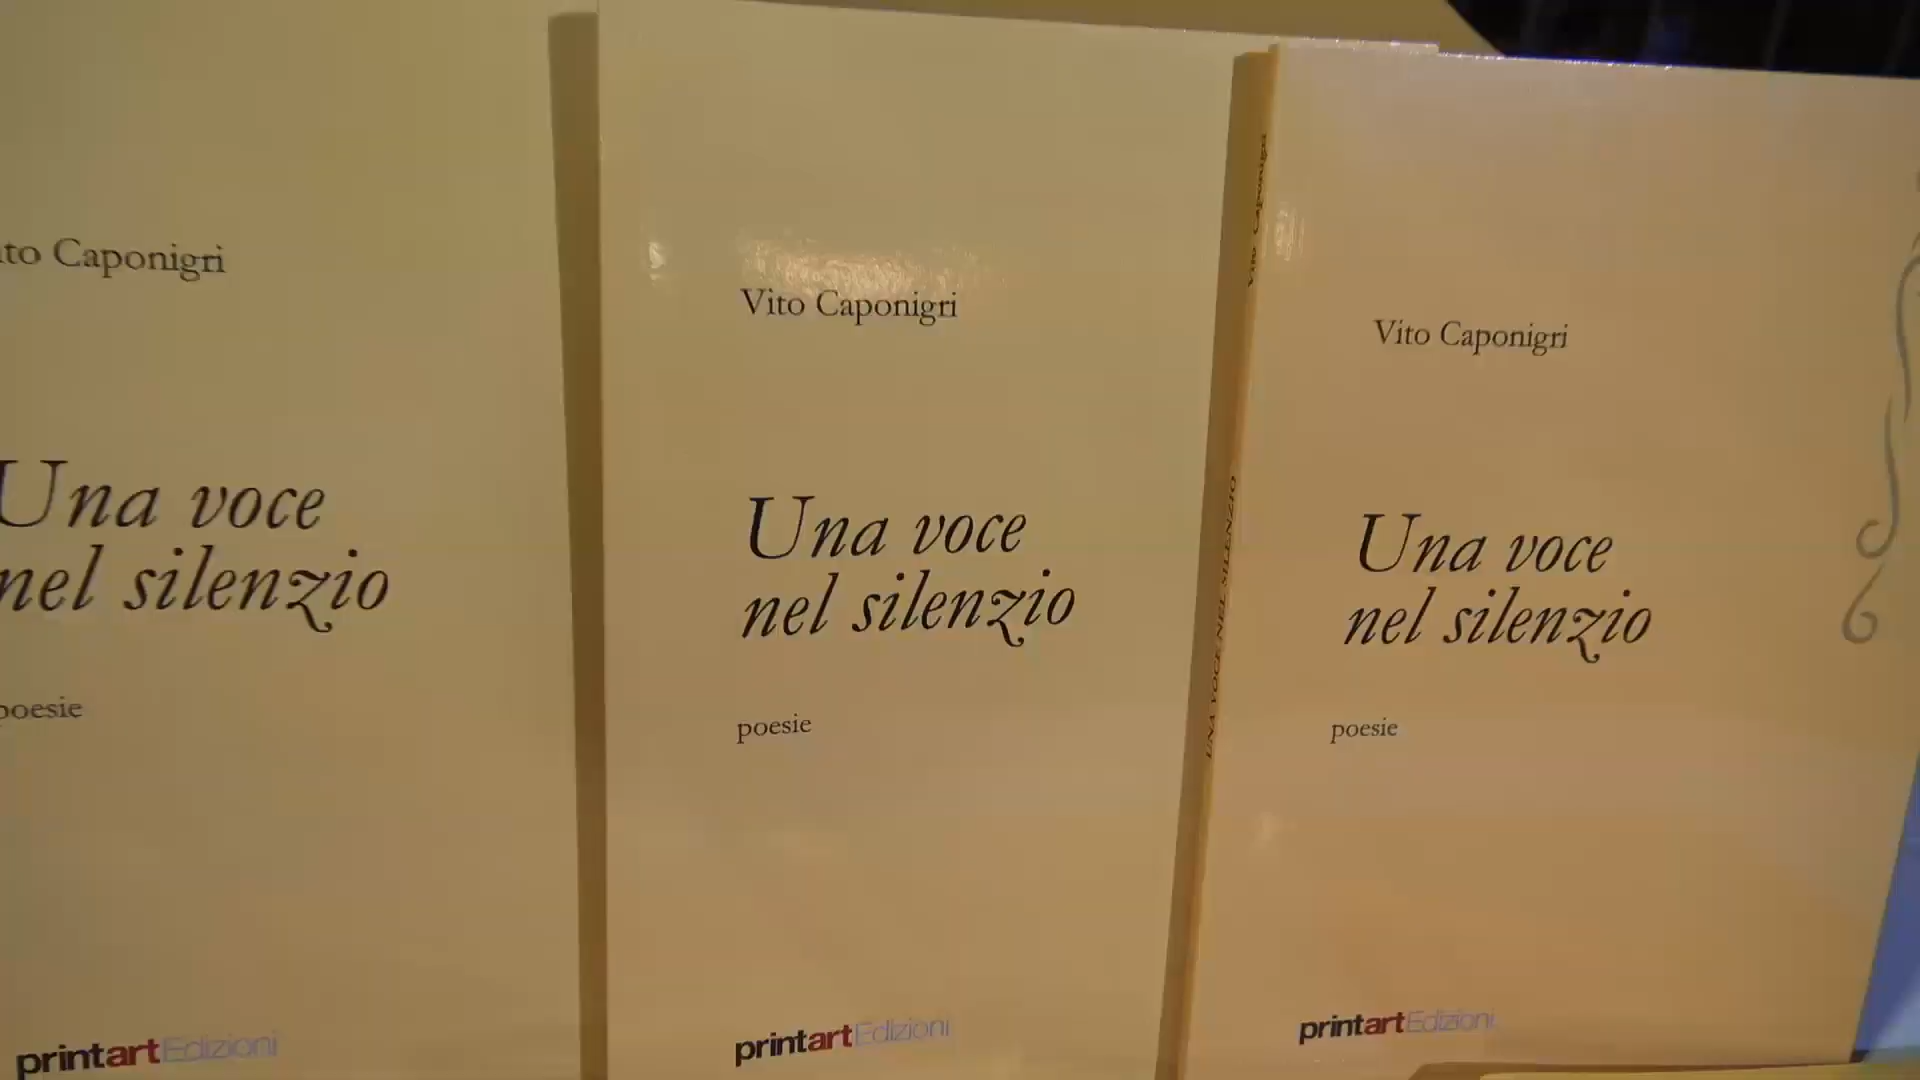 to Caponigri
Una voce
nel silenzio
poesie
printartEdizioni
Vito Caponigri
Una voce
nel silenzio
poesie
printartEdizioni
Vito Caponigri
UNA VOCE NEL SILENZIO
Vito Caponigri
Una voce
nel silenzio
poesie
printartEdizioni